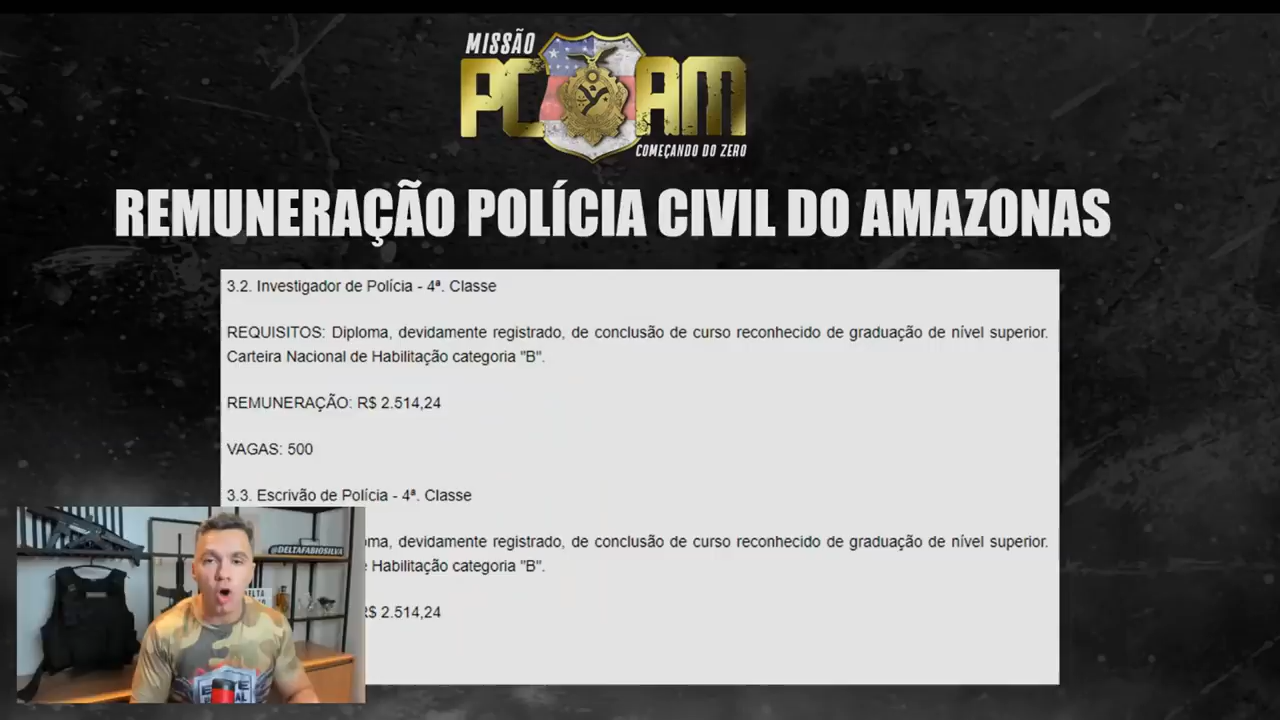 MISSÃO
PC AM
COMEÇANDO DO ZERO
REMUNERAÇÃO POLÍCIA CIVIL DO AMAZONAS
3.2. Investigador de Polícia - 4ª. Classe
REQUISITOS: Diploma, devidamente registrado, de conclusão de curso reconhecido de graduação de nível superior.
Carteira Nacional de Habilitação categoria "B".
REMUNERAÇÃO: R$ 2.514,24
VAGAS: 500
3.3. Escrivão de Polícia - 4ª. Classe
devidamente registrado, de conclusão de curso reconhecido de graduação de nível superior.
Habilitação categoria "B".
R$ 2.514,24
@DELTAFABIOSILVA